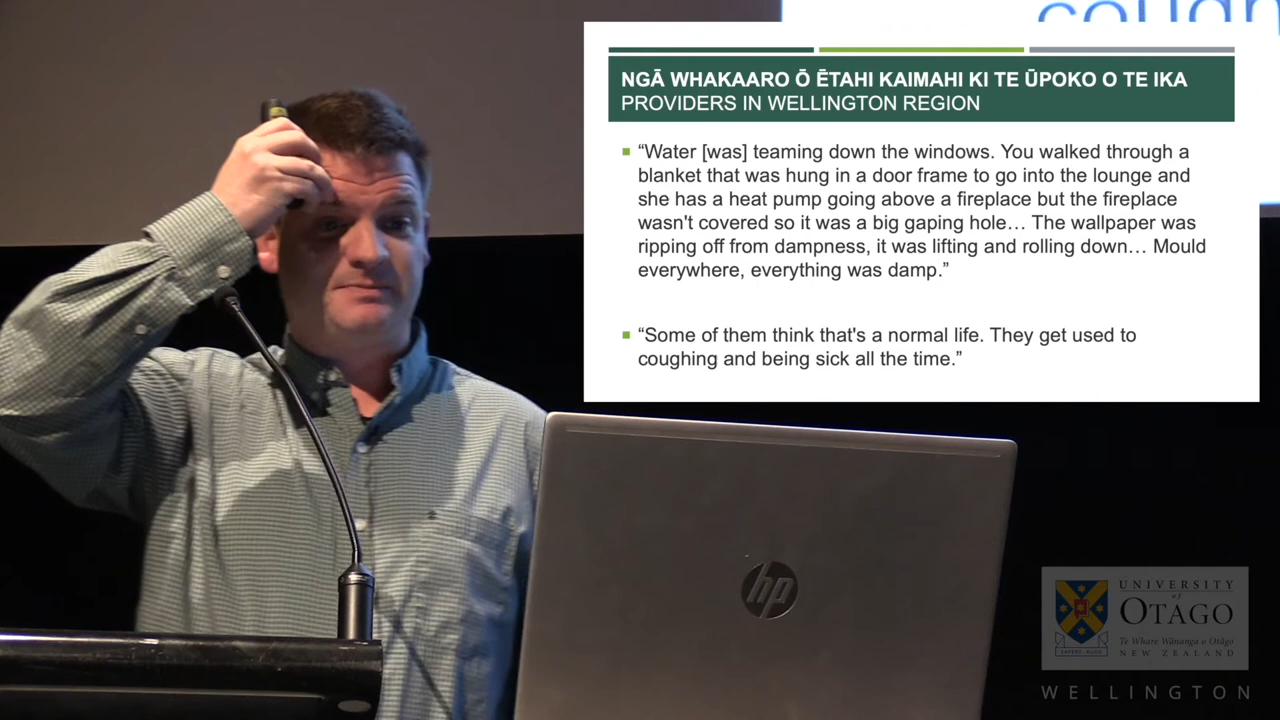 NGĀ WHAKAARO Ō ĒTAHI KAIMAHI KI TE ŪPOKO O TE IKA
PROVIDERS IN WELLINGTON REGION
“Water [was] teaming down the windows. You walked through a
blanket that was hung in a door frame to go into the lounge and
she has a heat pump going above a fireplace but the fireplace
wasn't covered so it was a big gaping hole… The wallpaper was
ripping off from dampness, it was lifting and rolling down… Mould
everywhere, everything was damp.”
“Some of them think that's a normal life. They get used to
coughing and being sick all the time.”
hp
UNIVERSITY
of
OTAGO
Te Whare Wānanga o Otāgo
NEW ZEALAND
SAPERE·AUDE
WELLINGTON